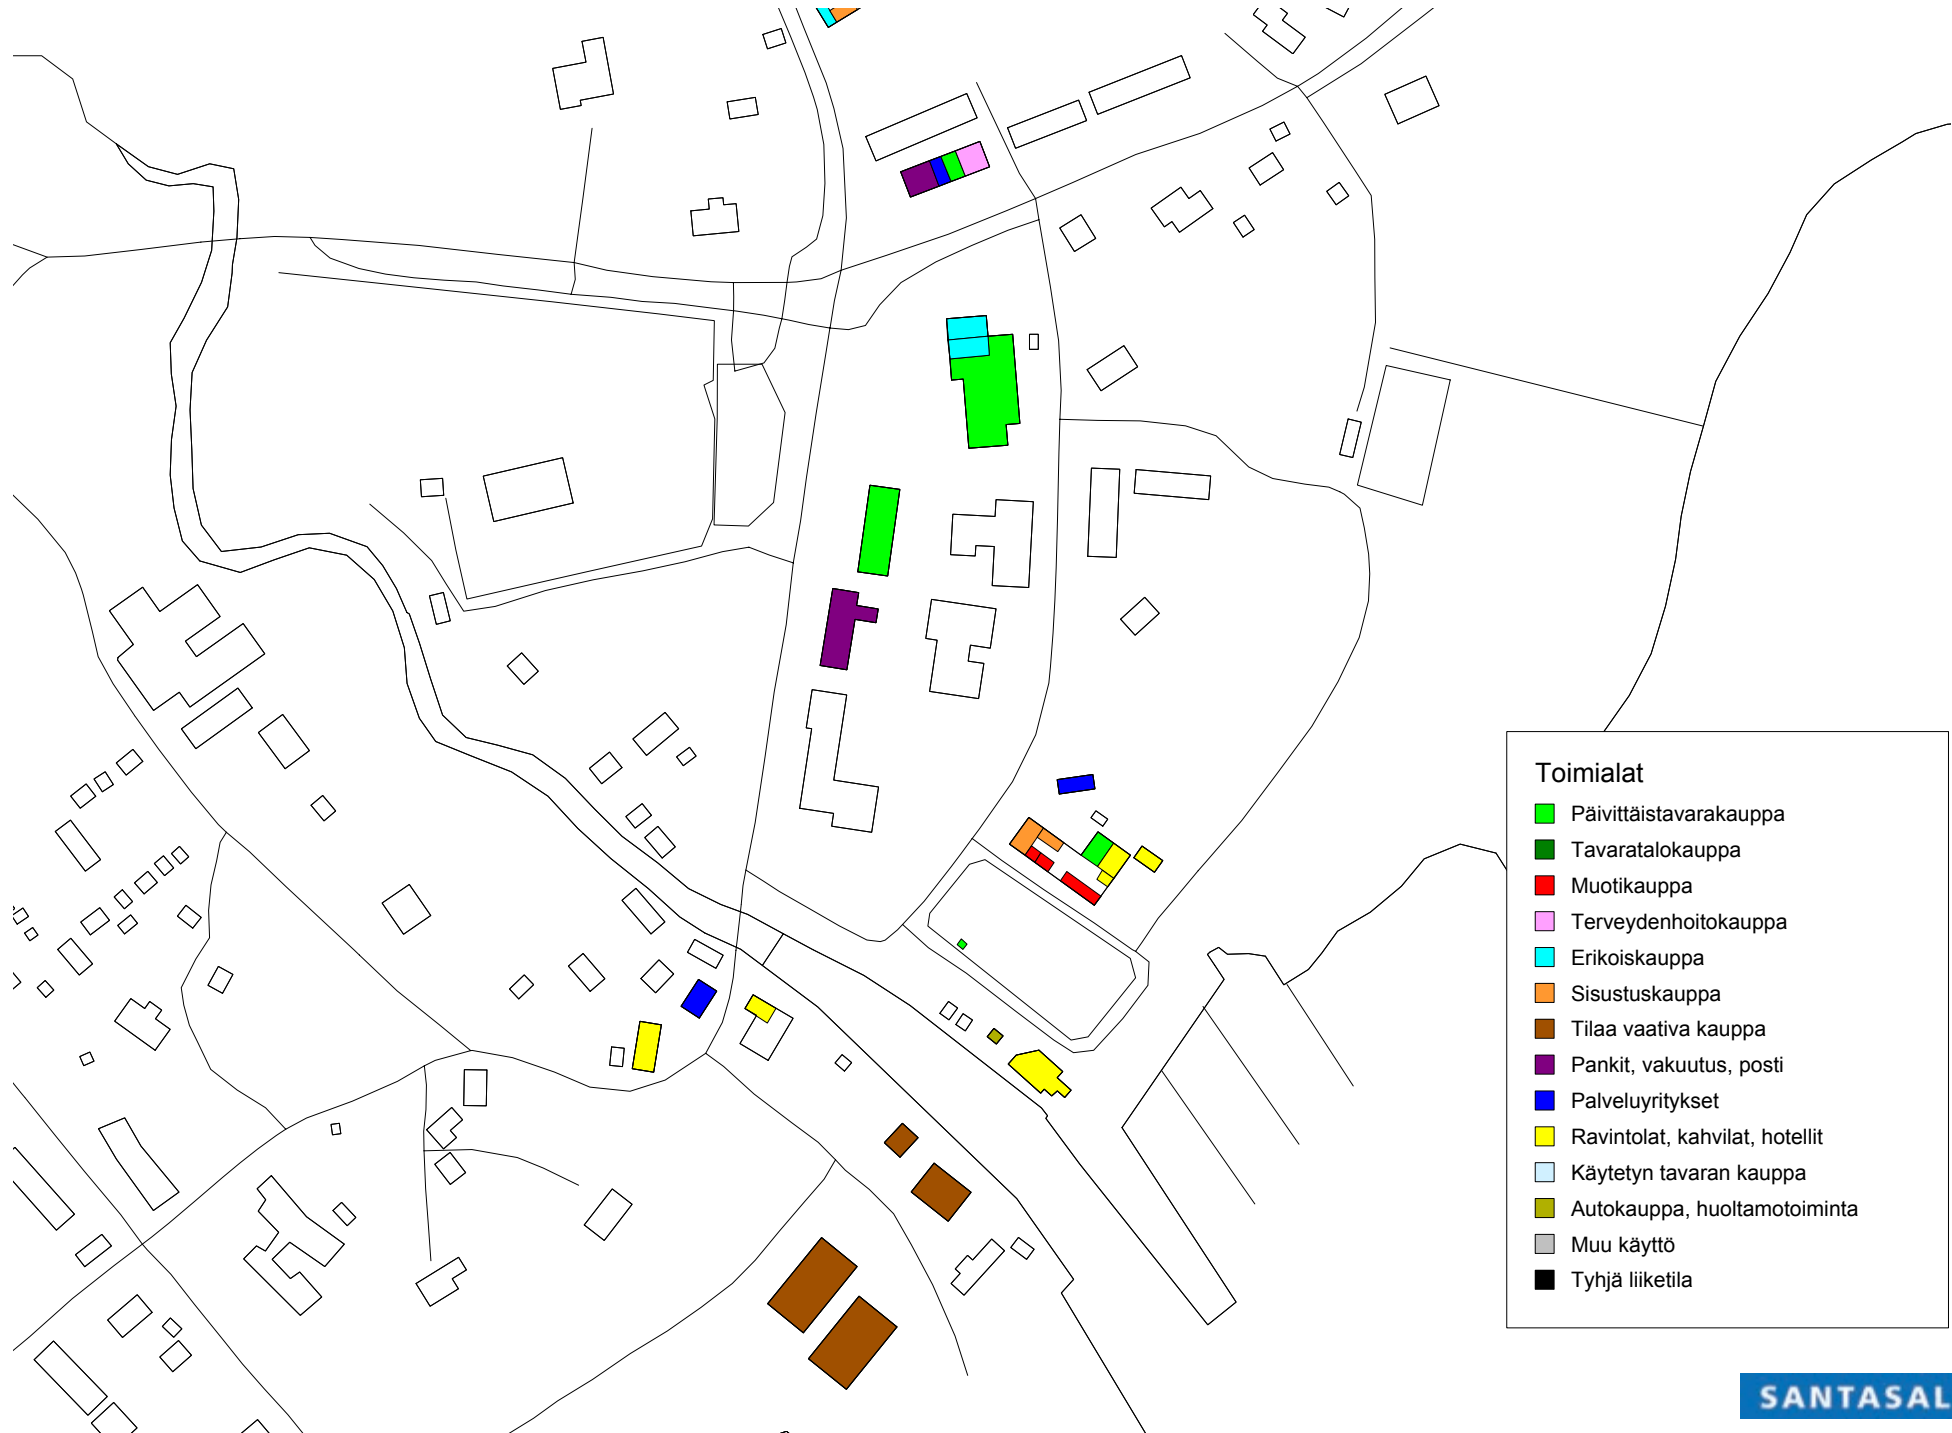 Toimialat
Päivittäistavarakauppa
Tavaratalokauppa
Muotikauppa
Terveydenhoitokauppa
Erikoiskauppa
Sisustuskauppa
Tilaa vaativa kauppa
Pankit, vakuutus, posti
Palveluyritykset
Ravintolat, kahvilat, hotellit
Käytetyn tavaran kauppa
Autokauppa, huoltamotoiminta
Muu käyttö
Tyhjä liiketila
SANTASAL